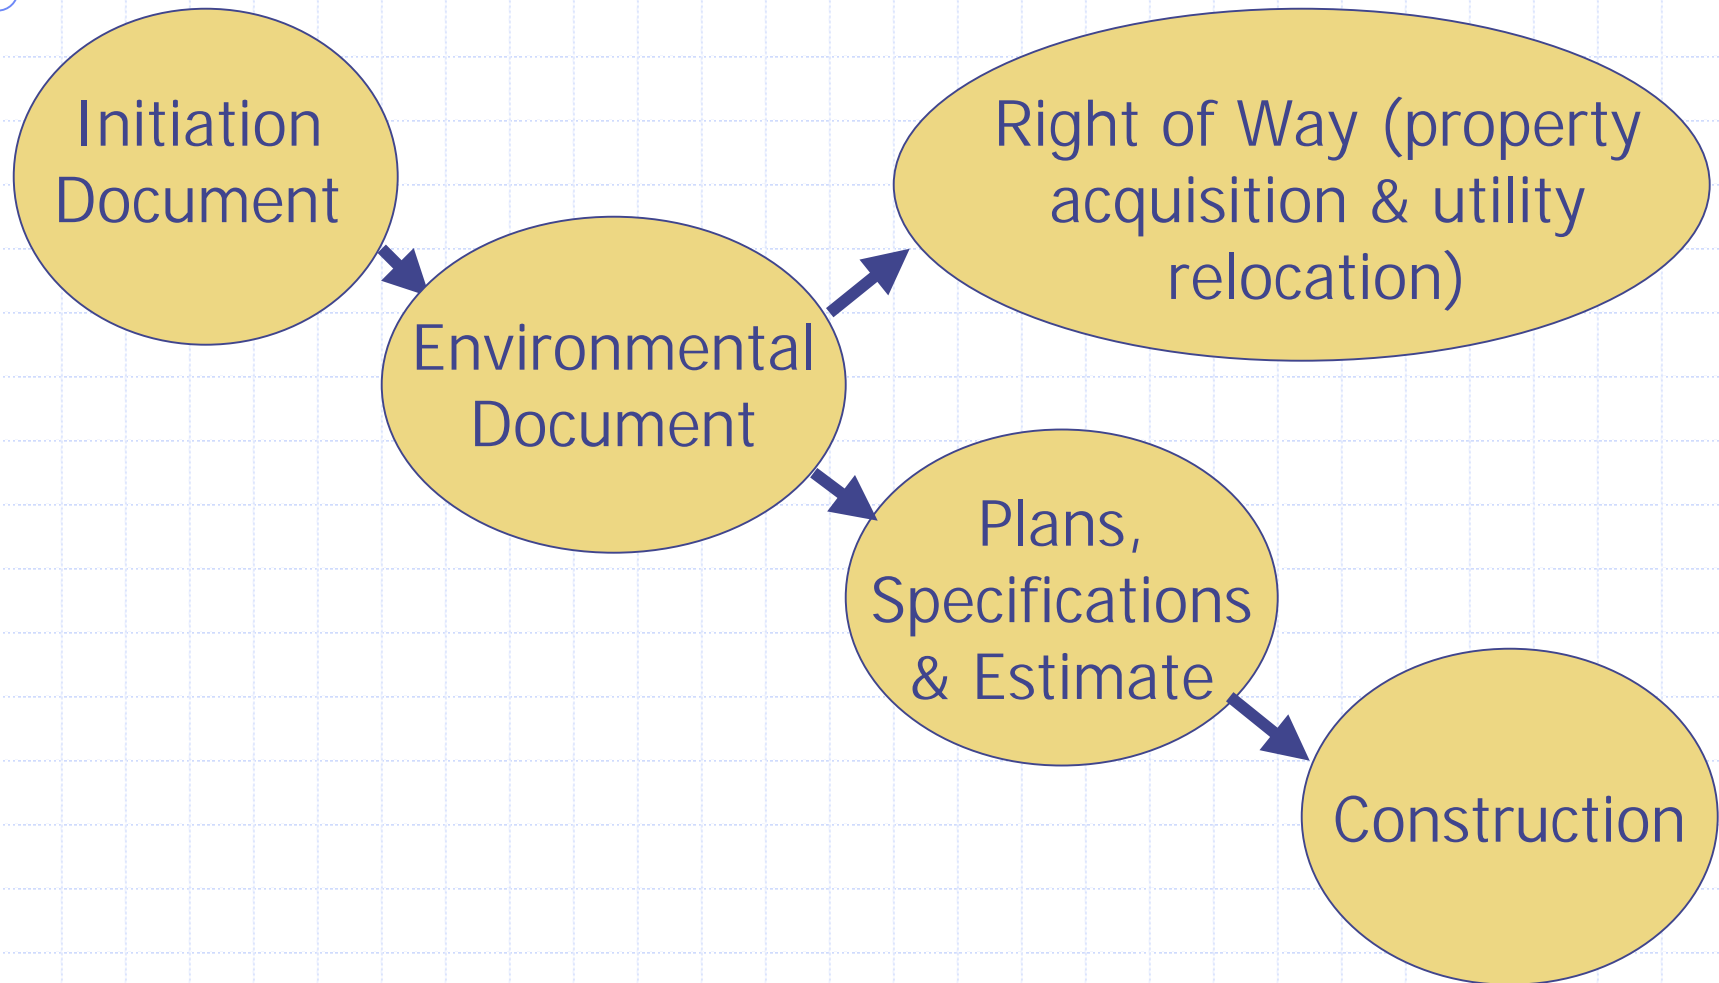 Initiation
Document
Environmental
Document
Right of Way (property
acquisition & utility
relocation)
Plans,
Specifications
& Estimate
Construction